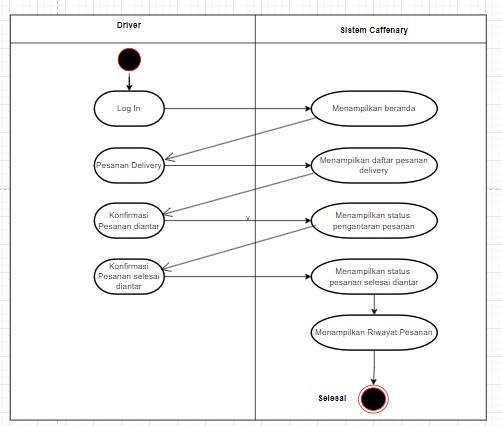 Driver
Sistem Caffenary
Log In
Menampilkan beranda
Pesanan Delivery
Menampilkan daftar pesanan
delivery
Konfirmasi
Pesanan diantar
y
Menampilkan status
pengantaran pesanan
Konfirmasi
Pesanan selesai
diantar
Menampilkan status
pesanan selesai diantar
Menampilkan Riwayat Pesanan
Selesai